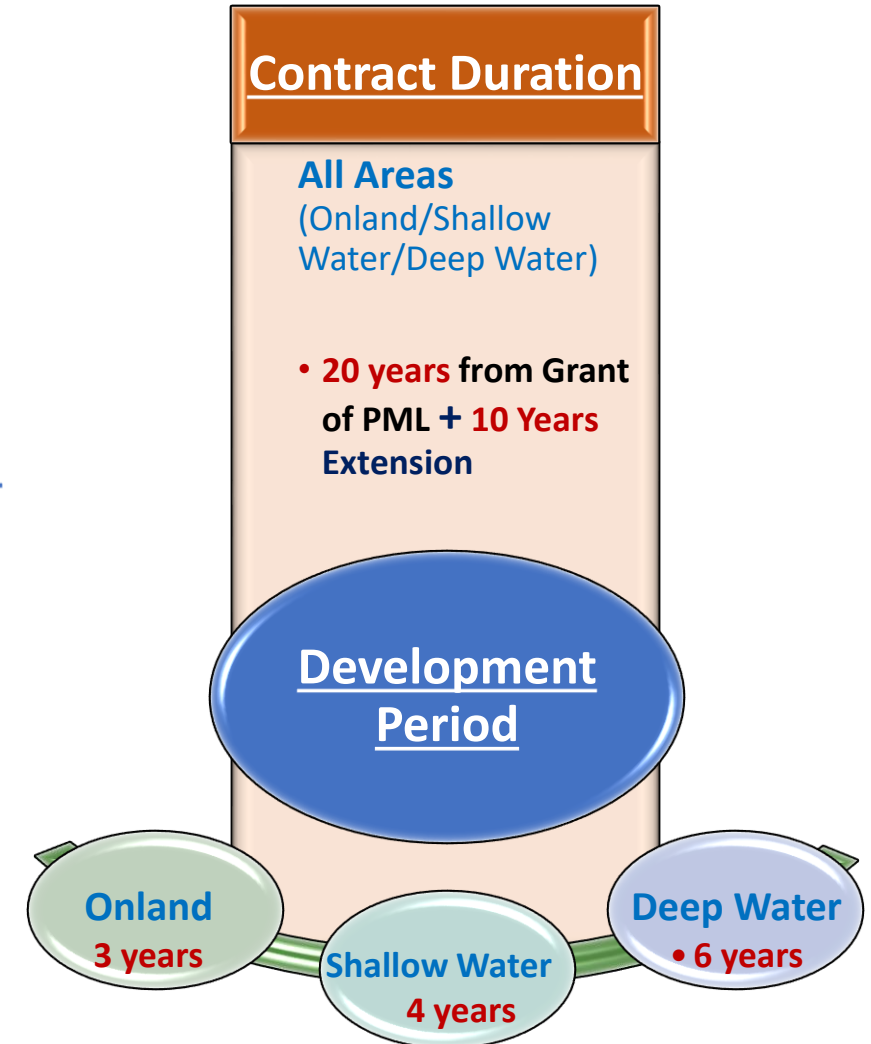 Contract Duration
All Areas
(Onland/Shallow
Water/Deep Water)
• 20 years from Grant
of PML + 10 Years
Extension
Development
Period
Onland
3 years
Shallow Water
4 years
Deep Water
• 6 years